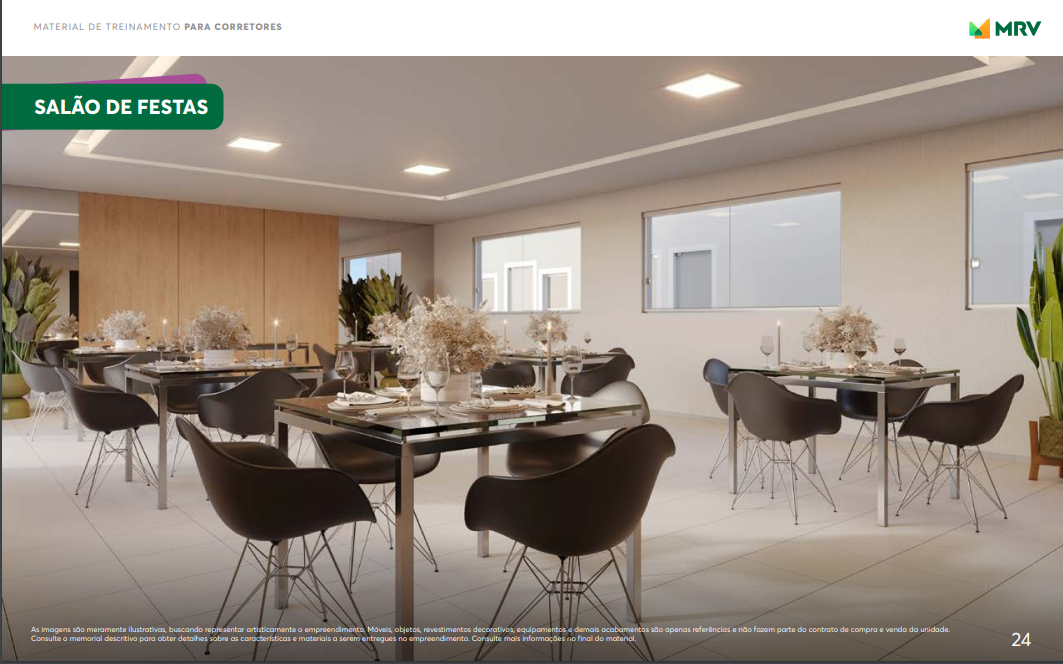 MATERIAL DE TREINAMENTO PARA CORRETORES
MRV
SALÃO DE FESTAS
As imagens são meramente ilustrativas, buscando representar artisticamente o empreendimento. Móveis, objetos, revestimentos decorativos, equipamentos e demais acabamentos são apenas referências e não fazem parte do contrato de compra e venda da unidade.
Consulte o memorial descritivo para obter detalhes sobre as características e materiais a serem entregues no empreendimento. Consulte mais informações no final do material.
24